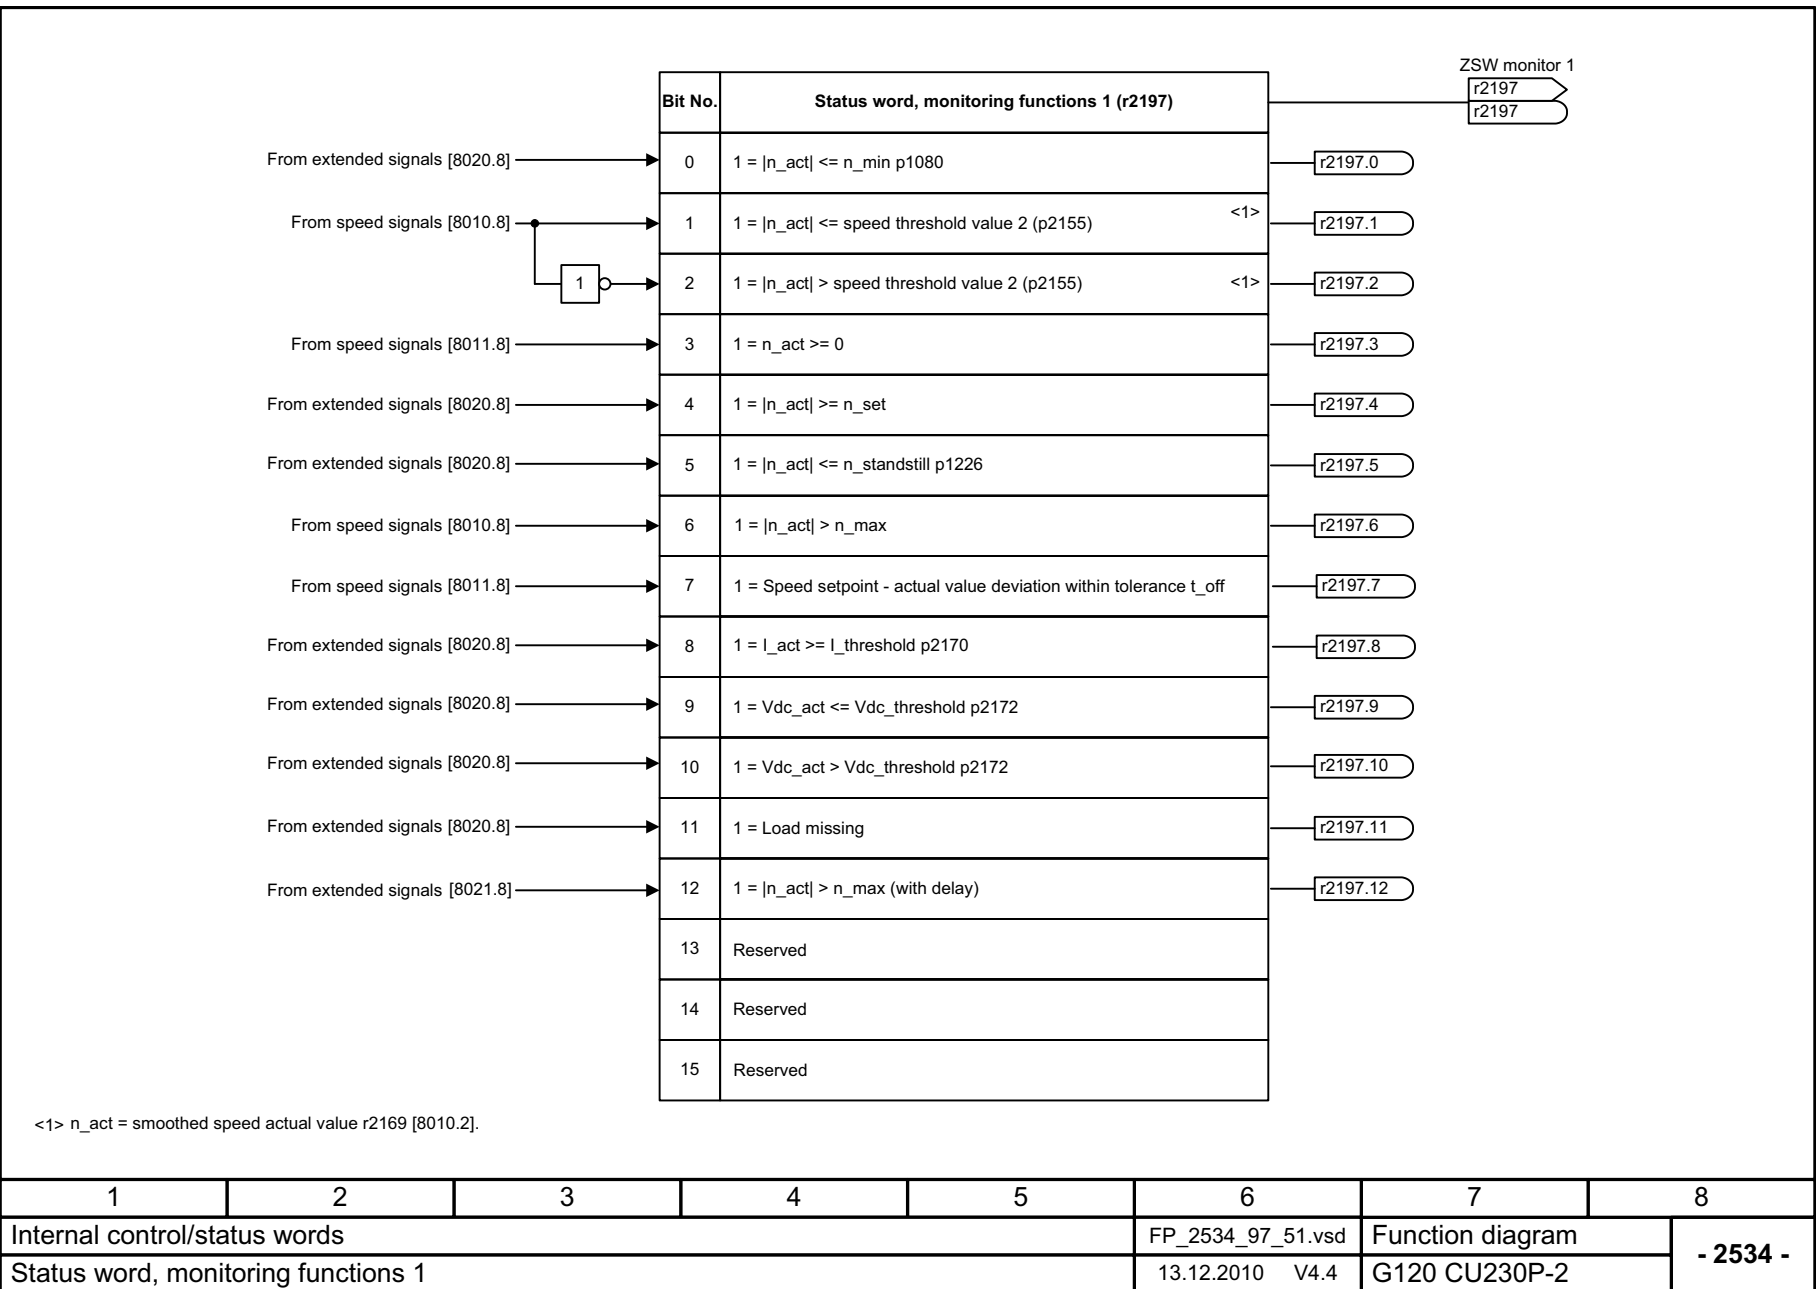 ZSW monitor 1
r2197
r2197
Bit No. Status word, monitoring functions 1 (r2197)
From extended signals [8020.8] 0 1 = |n_act| <= n_min p1080 r2197.0
From speed signals [8010.8] 1 1 = |n_act| <= speed threshold value 2 (p2155) <1> r2197.1
1 2 1 = |n_act| > speed threshold value 2 (p2155) <1> r2197.2
From speed signals [8011.8] 3 1 = n_act >= 0 r2197.3
From extended signals [8020.8] 4 1 = |n_act| >= n_set r2197.4
From extended signals [8020.8] 5 1 = |n_act| <= n_standstill p1226 r2197.5
From speed signals [8010.8] 6 1 = |n_act| > n_max r2197.6
From speed signals [8011.8] 7 1 = Speed setpoint - actual value deviation within tolerance t_off r2197.7
From extended signals [8020.8] 8 1 = I_act >= I_threshold p2170 r2197.8
From extended signals [8020.8] 9 1 = Vdc_act <= Vdc_threshold p2172 r2197.9
From extended signals [8020.8] 10 1 = Vdc_act > Vdc_threshold p2172 r2197.10
From extended signals [8020.8] 11 1 = Load missing r2197.11
From extended signals [8021.8] 12 1 = |n_act| > n_max (with delay) r2197.12
13 Reserved
14 Reserved
15 Reserved
<1> n_act = smoothed speed actual value r2169 [8010.2].
1 2 3 4 5 6 7 8
Internal control/status words FP_2534_97_51.vsd Function diagram - 2534 -
Status word, monitoring functions 1 13.12.2010 V4.4 G120 CU230P-2